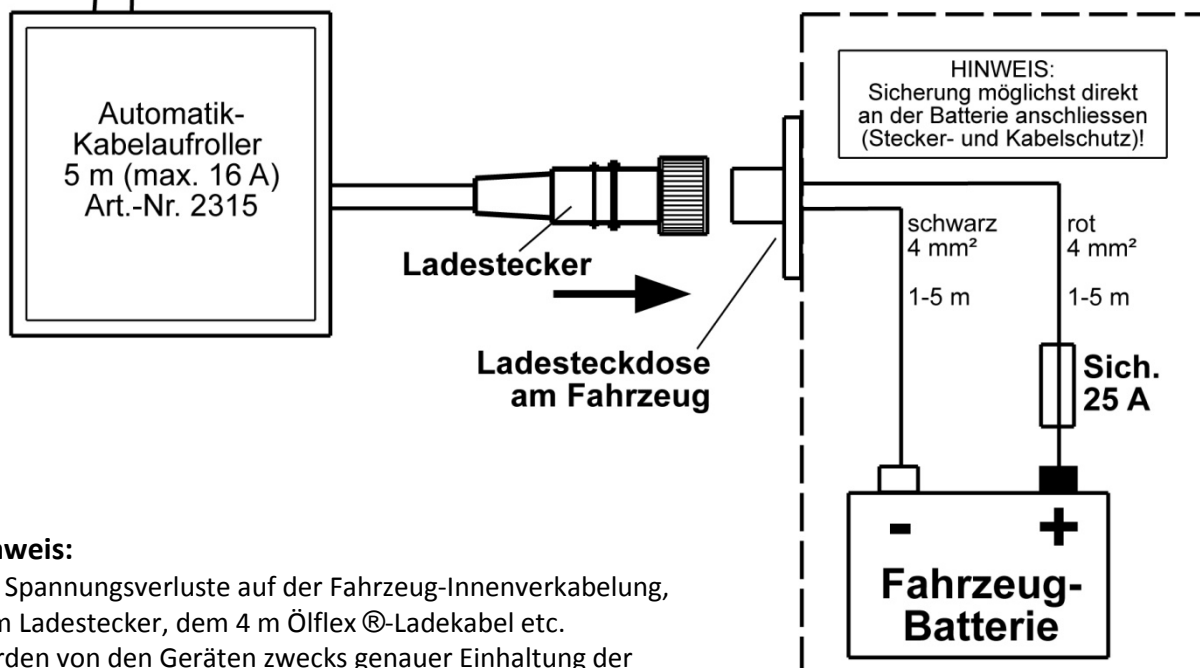 Automatik-
Kabelaufroller
5 m (max. 16 A)
Art.-Nr. 2315
Ladestecker
Ladesteckdose
am Fahrzeug
HINWEIS:
Sicherung möglichst direkt
an der Batterie anschliessen
(Stecker- und Kabelschutz)!
schwarz
4 mm²
1-5 m
rot
4 mm²
1-5 m
Sich.
25 A
- +
Fahrzeug-
Batterie
nweis:
Spannungsverluste auf der Fahrzeug-Innenverkabelung,
Ladestecker, dem 4 m Ölflex ®-Ladekabel etc.
rden von den Geräten zwecks genauer Einhaltung der